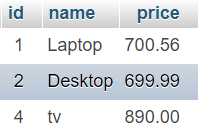 id name price
1 Laptop 700.56
2 Desktop 699.99
4 tv 890.00